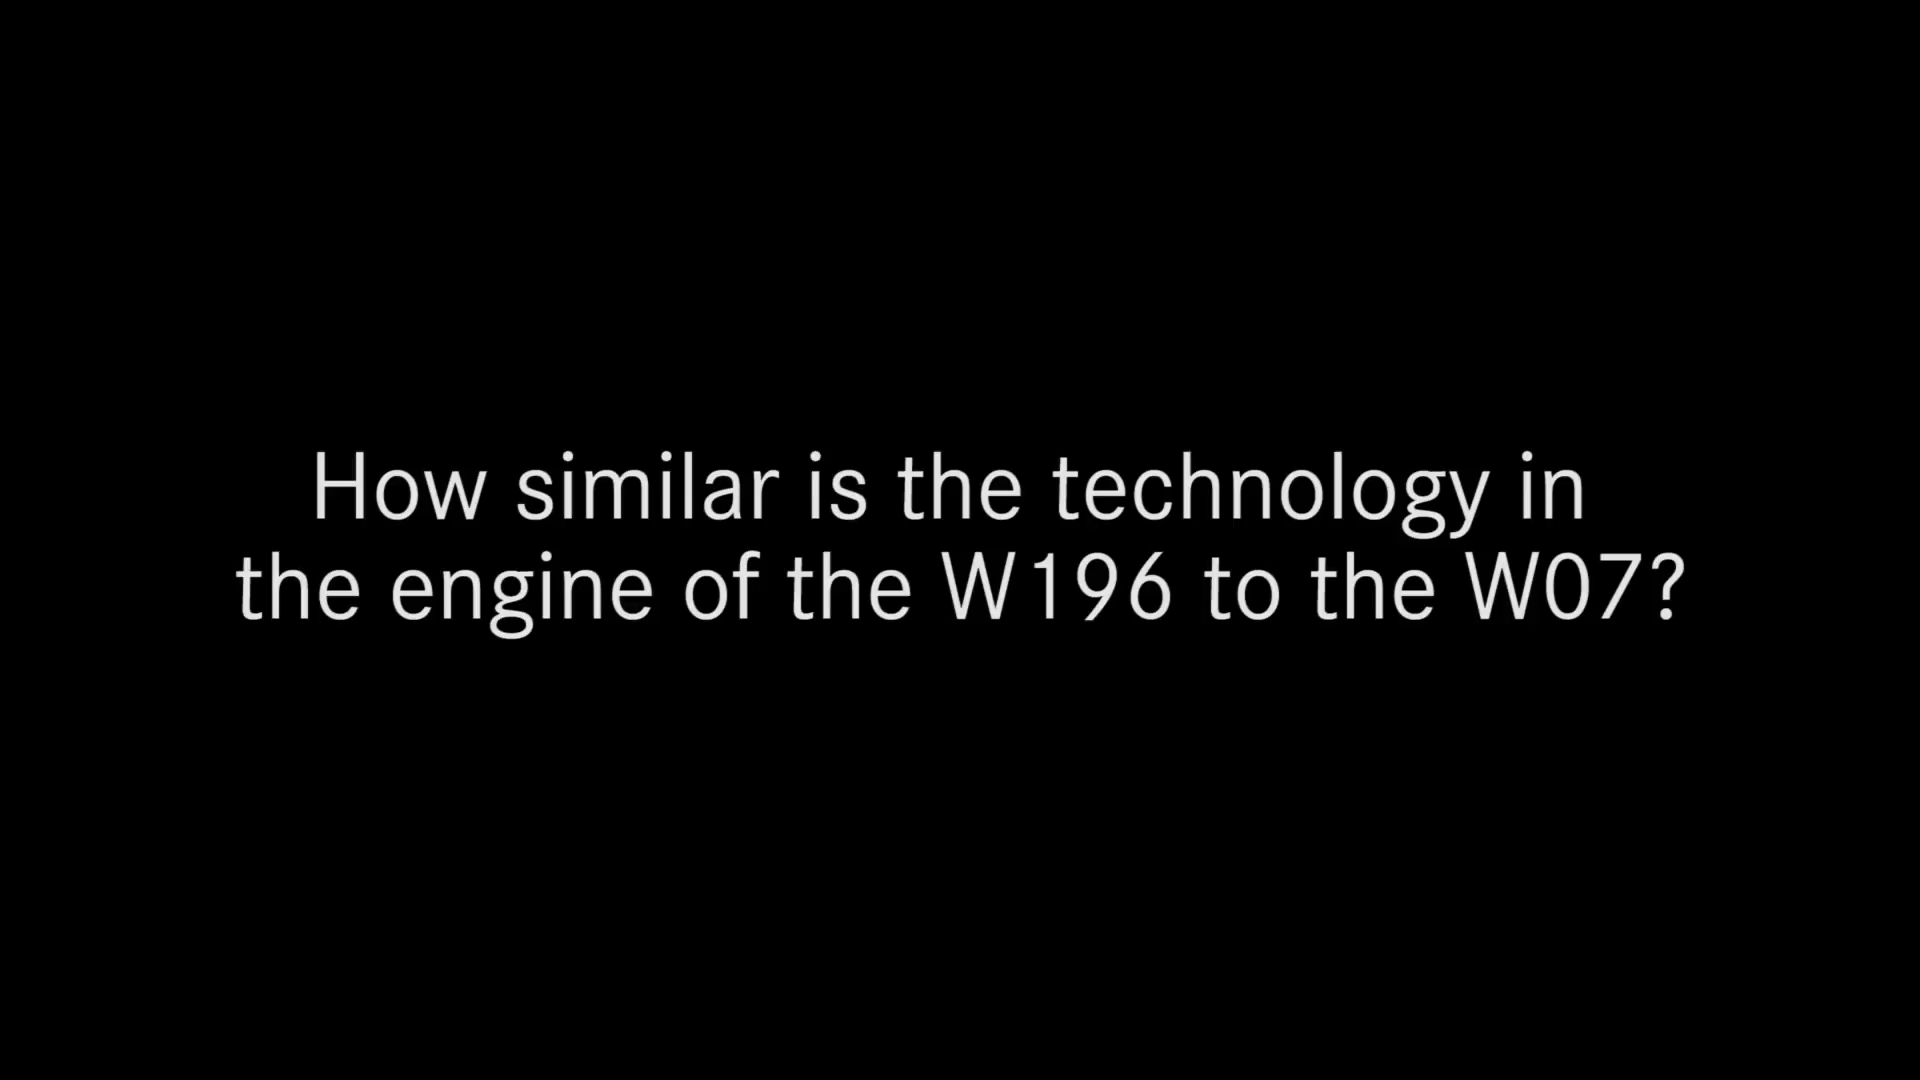 How similar is the technology in
the engine of the W196 to the W07?